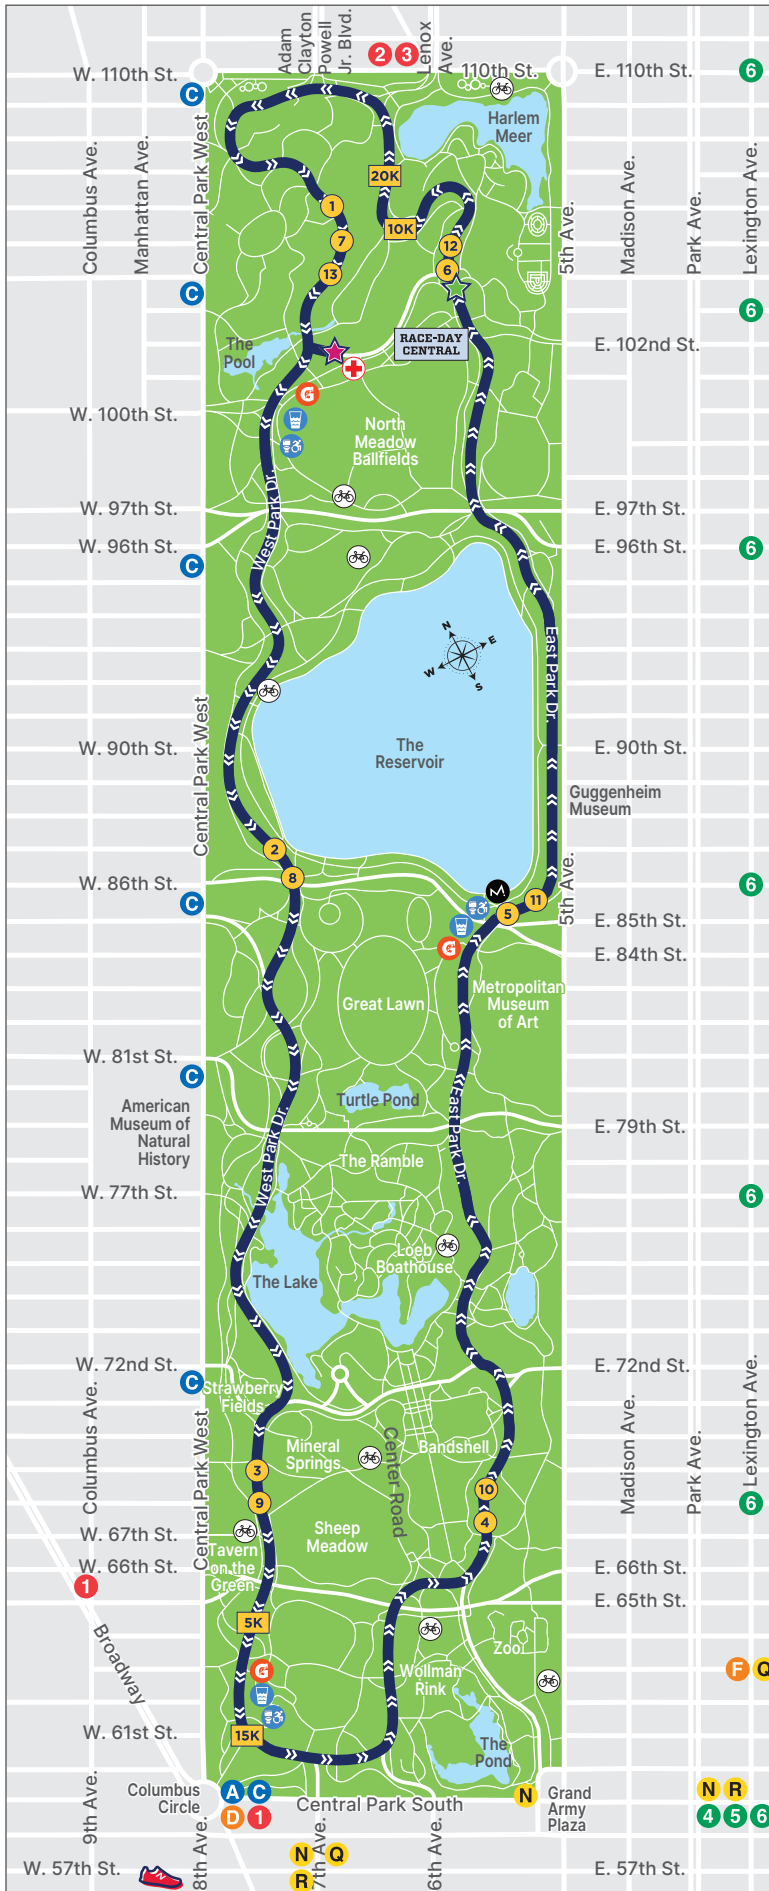 Adam
Clayton
Powell
Jr. Blvd.
2
3
Lenox
Ave.
W. 110th St.
110th St.
E. 110th St.
6
C
Harlem
Meer
Columbus Ave.
Manhattan Ave.
Central Park West
20K
1
7
13
10K
12
6
5th Ave.
Madison Ave.
Park Ave.
Lexington Ave.
C
6
The
Pool
RACE-DAY
CENTRAL
E. 102nd St.
G
W. 100th St.
North
Meadow
Ballfields
West Park Dr.
W. 97th St.
E. 97th St.
W. 96th St.
E. 96th St.
C
6
N
E
W
S
East Park Dr.
Central Park West
W. 90th St.
The
Reservoir
E. 90th St.
Guggenheim
Museum
2
8
W. 86th St.
6
C
5
11
5th Ave.
E. 85th St.
G
E. 84th St.
Great Lawn
Metropolitan
Museum
of Art
W. 81st St.
C
American
Museum of
Natural
History
Turtle Pond
East Park Dr.
E. 79th St.
West Park Dr.
The Ramble
W. 77th St.
6
Loeb
Boathouse
The Lake
W. 72nd St.
E. 72nd St.
C
Strawberry
Fields
Columbus Ave.
Central Park West
Mineral
Springs
Center Road
Bandshell
Madison Ave.
Park Ave.
Lexington Ave.
3
9
10
4
6
W. 67th St.
Sheep
Meadow
Tavern
on the
Green
W. 66th St.
E. 66th St.
1
E. 65th St.
5K
Broadway
Zoo
G
Wollman
Rink
F
Q
W. 61st St.
15K
The
Pond
Columbus
Circle
A
C
D
1
Central Park South
N
Grand
Army
Plaza
N
R
4
5
6
9th Ave.
8th Ave.
7th Ave.
6th Ave.
N
Q
R
W. 57th St.
N
E. 57th St.